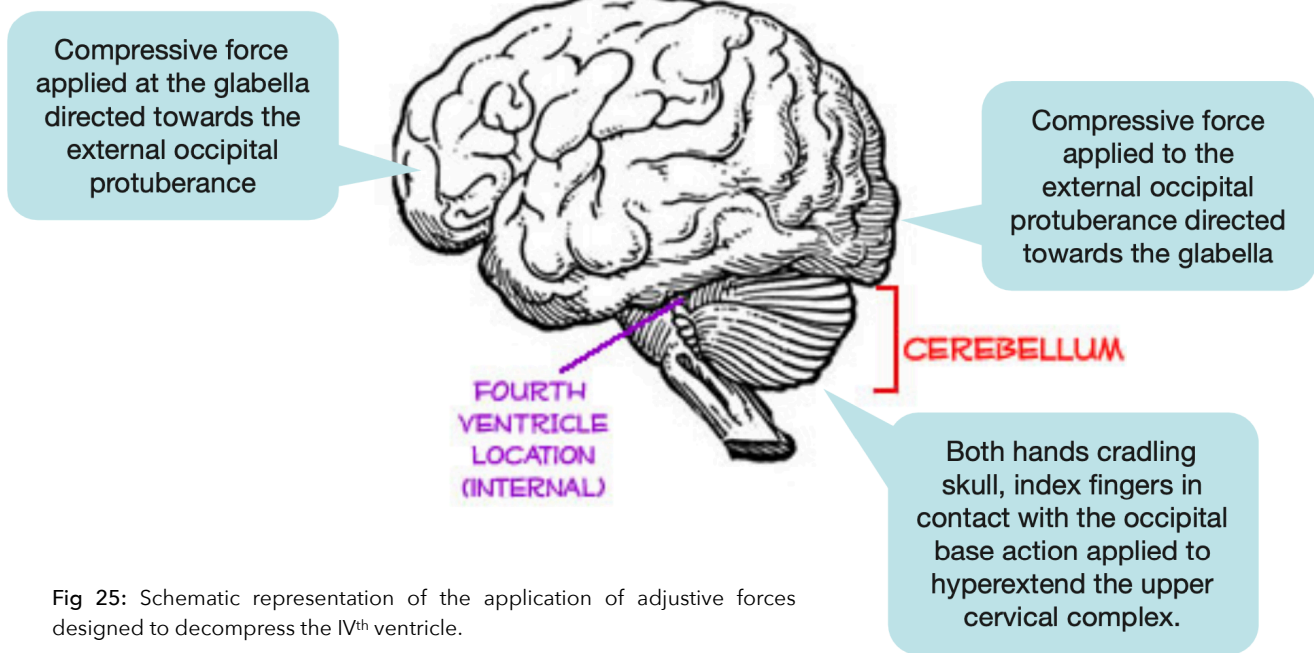 Compressive force
applied at the glabella
directed towards the
external occipital
protuberance
Compressive force
applied to the
external occipital
protuberance directed
towards the glabella
CEREBELLUM
FOURTH
VENTRICLE
LOCATION
(INTERNAL)
Both hands cradling
skull, index fingers in
contact with the occipital
base action applied to
hyperextend the upper
cervical complex.
Fig 25: Schematic representation of the application of adjustive forces
designed to decompress the IVth ventricle.